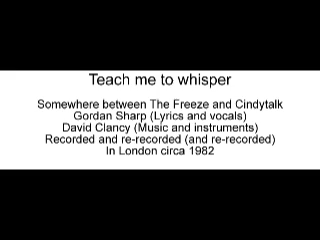 Teach me to whisper
Somewhere between The Freeze and Cindytalk
Gordan Sharp (Lyrics and vocals)
David Clancy (Music and instruments)
Recorded and re-recorded (and re-recorded)
In London circa 1982